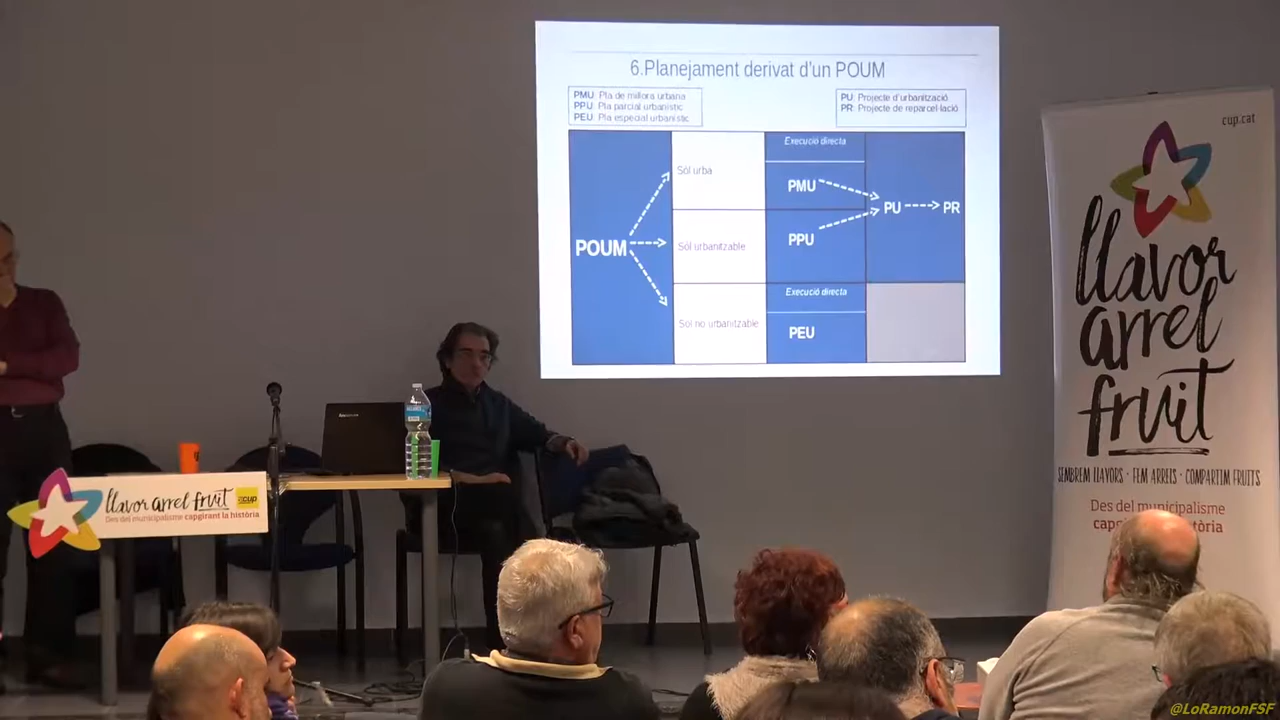 6.Planejament derivat d'un POUM
PMU: Pla de millora urbana
PPU: Pla parcial urbanístic
PEU: Pla especial urbanístic
PU: Projecte d'urbanització
PR: Projecte de reparcel·lació
POUM
Sòl urbà
Sòl urbanitzable
Sòl no urbanitzable
Execució directa
PMU
PPU
Execució directa
PEU
PU
PR
cup.cat
llavor
arrel
fruit
SEMBREM LLAVORS · FEM ARRELS · COMPARTIM FRUITS
Des del municipalisme
llavor arrel fruit
cup
Des del municipalisme capgirant la història
@LoRamonFSF